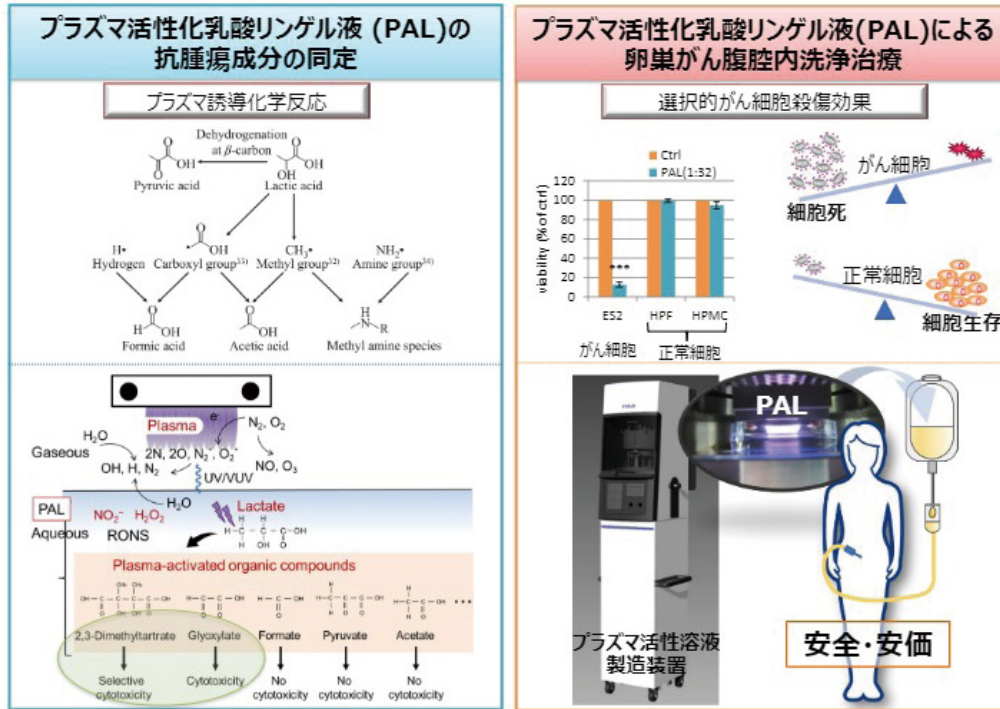 プラズマ活性化乳酸リンゲル液 (PAL)の
抗腫瘍成分の同定
プラズマ誘導化学反応
Dehydrogenation
at β-carbon
OH
OH
OH
Pyruvic acid
Lactic acid
H•
OH
CH₃•
NH₂•
Hydrogen
Carboxyl group³³⁾
Methyl group³²⁾
Amine group³⁴⁾
H
OH
OH
H
N
R
Formic acid
Acetic acid
Methyl amine species
Plasma
e⁻
N₂, O₂
H₂O
Gaseous
2N, 2O, N₂, O₂⁺
OH, H, N₂
NO, O₃
UV/VUV
H₂O
PAL
Aqueous
NO₂⁻ H₂O₂
RONS
Lactate
Plasma-activated organic compounds
2,3-Dimethyltartrate
Glyoxylate
Formate
Pyruvate
Acetate
Selective
cytotoxicity
Cytotoxicity
No
cytotoxicity
No
cytotoxicity
No
cytotoxicity
プラズマ活性化乳酸リンゲル液(PAL)による
卵巣がん腹腔内洗浄治療
選択的がん細胞殺傷効果
Ctrl
PAL(1:32)
viability (% of ctrl)
120
100
80
60
40
20
0
***
ES2
HPF
HPMC
がん細胞
正常細胞
がん細胞
細胞死
正常細胞
細胞生存
PAL
プラズマ活性溶液
製造装置
安全・安価